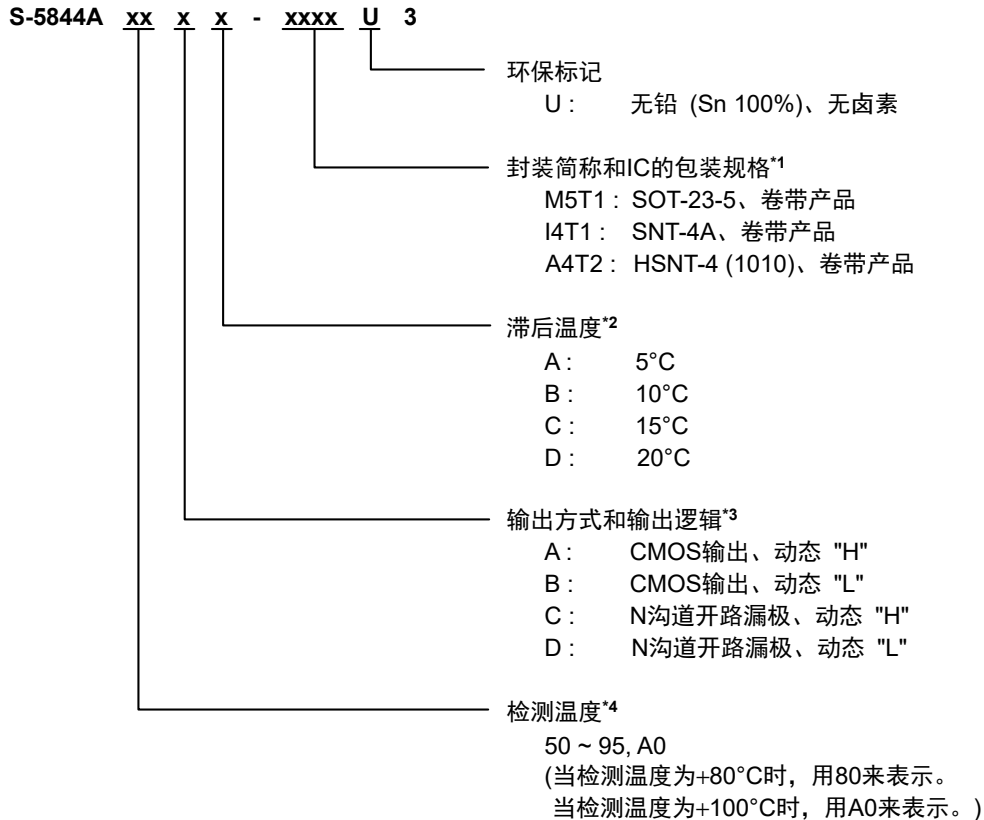 S-5844A xx x x - xxxx U 3
环保标记
U : 无铅 (Sn 100%)、无卤素
封装简称和IC的包装规格*1
M5T1 : SOT-23-5、卷带产品
I4T1 : SNT-4A、卷带产品
A4T2 : HSNT-4 (1010)、卷带产品
滞后温度*2
A : 5°C
B : 10°C
C : 15°C
D : 20°C
输出方式和输出逻辑*3
A : CMOS输出、动态 "H"
B : CMOS输出、动态 "L"
C : N沟道开路漏极、动态 "H"
D : N沟道开路漏极、动态 "L"
检测温度*4
50 ~ 95, A0
(当检测温度为+80°C时，用80来表示。
当检测温度为+100°C时，用A0来表示。)